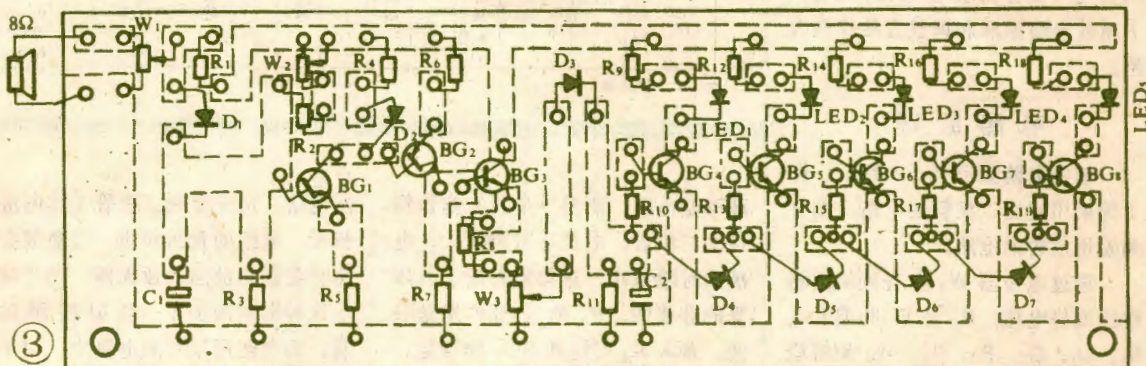 8Ω
W₁
R₁
W₂
R₄
R₆
D₃
R₉
R₁₂
R₁₄
R₁₆
R₁₈
D₁
R₂
D₂
BG₂
LED₁
LED₂
LED₃
LED₄
LED₅
BG₁
BG₃
BG₄
BG₅
BG₆
BG₇
BG₈
R₁₀
R₁₃
R₁₅
R₁₇
R₁₉
R₈
C₁
R₃
R₅
R₇
W₃
R₁₁
D₄
D₅
D₆
D₇
③